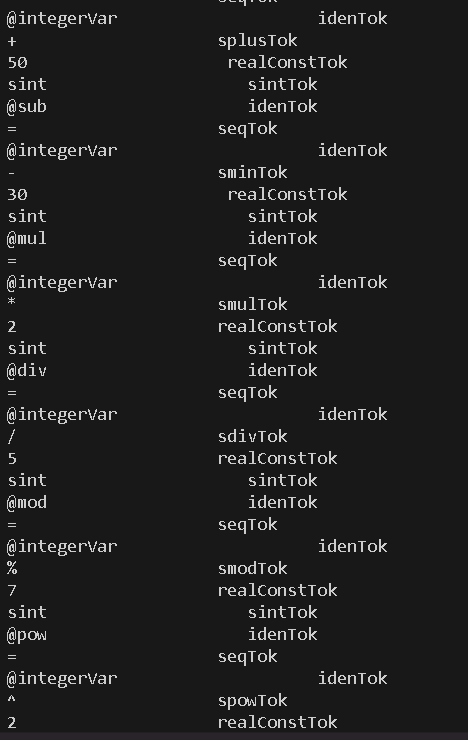 seqTok
@integerVar idenTok
+ splusTok
50 realConstTok
sint sintTok
@sub idenTok
= seqTok
@integerVar idenTok
- sminTok
30 realConstTok
sint sintTok
@mul idenTok
= seqTok
@integerVar idenTok
* smulTok
2 realConstTok
sint sintTok
@div idenTok
= seqTok
@integerVar idenTok
/ sdivTok
5 realConstTok
sint sintTok
@mod idenTok
= seqTok
@integerVar idenTok
% smodTok
7 realConstTok
sint sintTok
@pow idenTok
= seqTok
@integerVar idenTok
^ spowTok
2 realConstTok